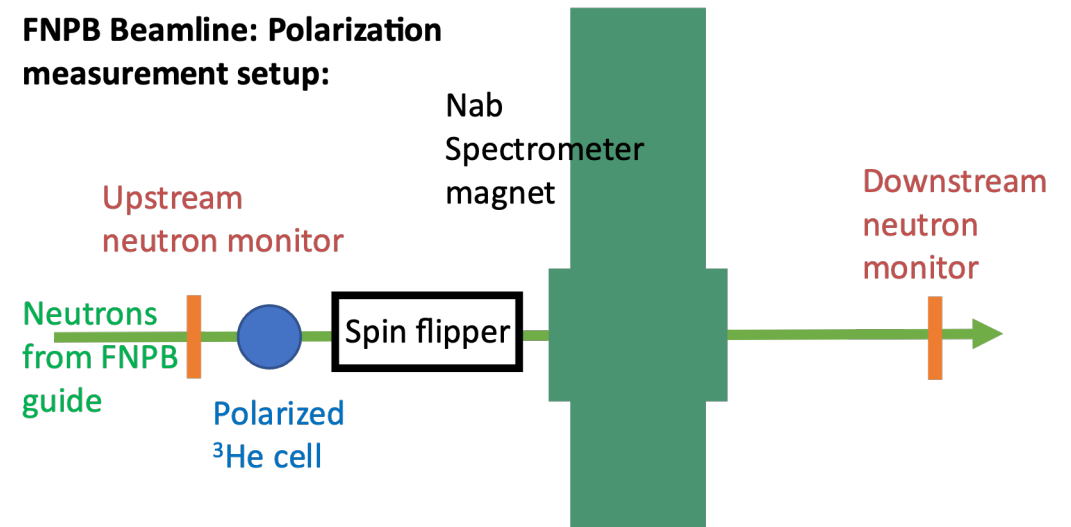 FNPB Beamline: Polarization
measurement setup:
Nab
Spectrometer
magnet
Upstream
neutron monitor
Downstream
neutron
monitor
Neutrons
from FNPB
guide
Spin flipper
Polarized
³He cell